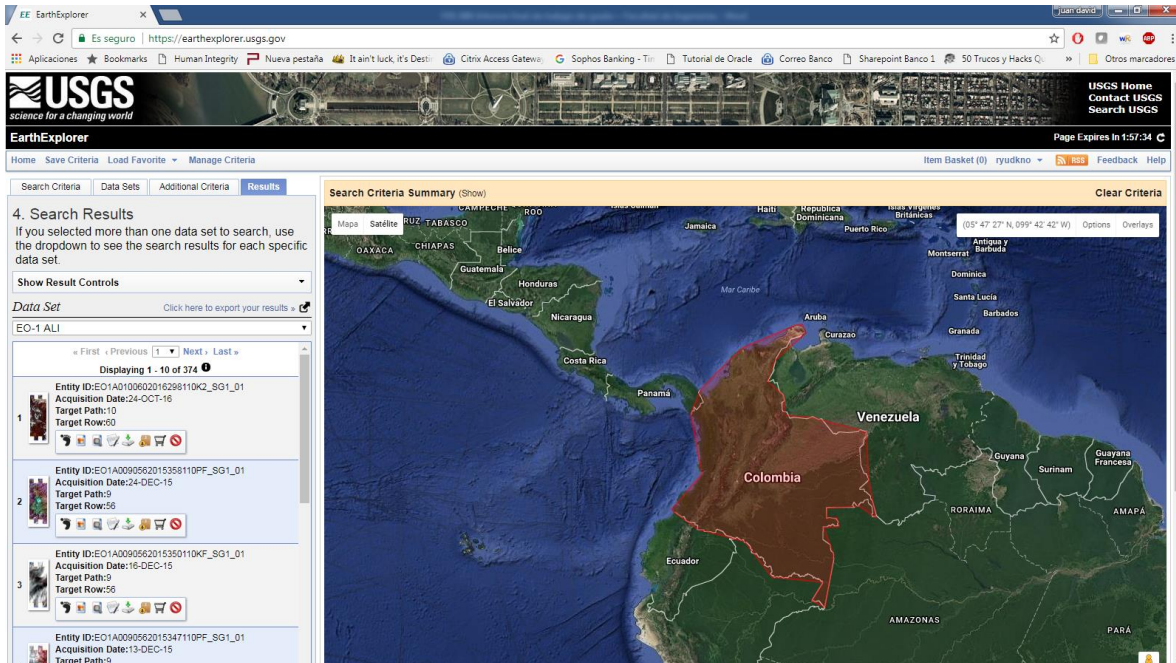 EE EarthExplorer
juan david
Es seguro | https://earthexplorer.usgs.gov
Aplicaciones Bookmarks Human Integrity Nueva pestaña It ain't luck, it's Desti Citrix Access Gatewa Sophos Banking - Tin Tutorial de Oracle Correo Banco Sharepoint Banco 1 50 Trucos y Hacks Qu » Otros marcadores
USGS
science for a changing world
USGS Home
Contact USGS
Search USGS
EarthExplorer
Page Expires In 1:57:34
Home Save Criteria Load Favorite Manage Criteria
Item Basket (0) ryudkno RSS Feedback Help
Search Criteria Data Sets Additional Criteria Results
4. Search Results
If you selected more than one data set to search, use
the dropdown to see the search results for each specific
data set.
Show Result Controls
Data Set Click here to export your results »
EO-1 ALI
« First ‹ Previous 1 Next › Last »
Displaying 1 - 10 of 374
1
Entity ID:EO1A0100602016298110K2_SG1_01
Acquisition Date:24-OCT-16
Target Path:10
Target Row:60
2
Entity ID:EO1A0090562015358110PF_SG1_01
Acquisition Date:24-DEC-15
Target Path:9
Target Row:56
3
Entity ID:EO1A0090562015350110KF_SG1_01
Acquisition Date:16-DEC-15
Target Path:9
Target Row:56
Entity ID:EO1A0090562015347110PF_SG1_01
Acquisition Date:13-DEC-15
Target Path:9
Search Criteria Summary (Show)
Clear Criteria
Mapa Satélite
(05° 47' 27" N, 099° 42' 42" W) Options Overlays
CAMPECHE
ROO
TABASCO
OAXACA
CHIAPAS
Belice
Guatemala
Honduras
El Salvador
Nicaragua
Costa Rica
Panamá
Jamaica
Haití
República
Dominicana
Puerto Rico
Islas Vírgenes
Británicas
Antigua y
Barbuda
Montserrat
Dominica
Mar Caribe
Santa Lucía
Barbados
Aruba
Curazao
Granada
Trinidad
y Tobago
Venezuela
Guyana
Surinam
Guayana
Francesa
Colombia
RORAIMA
AMAPÁ
Ecuador
AMAZONAS
PARÁ